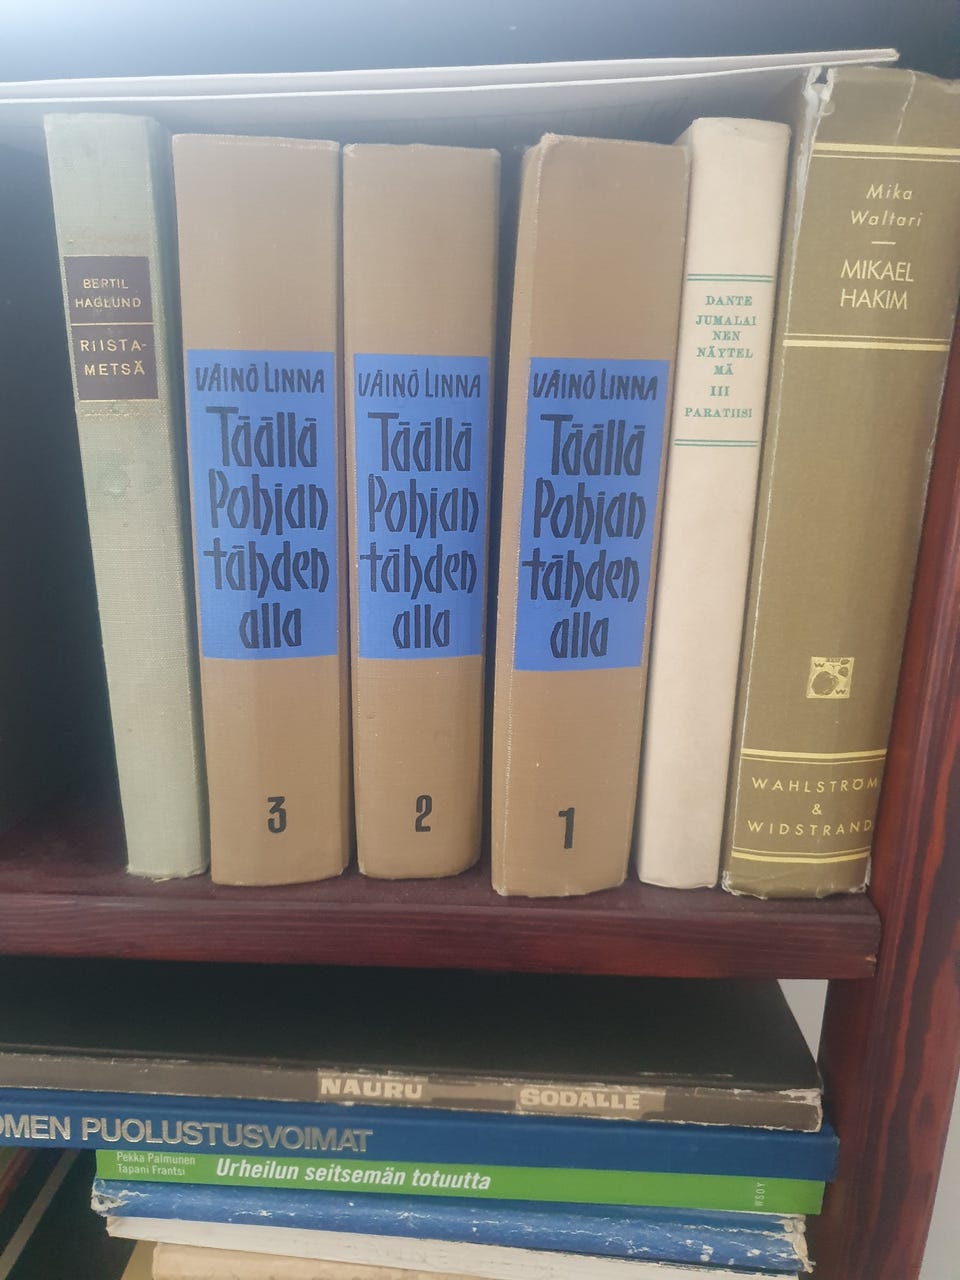 BERTIL
HAGLUND
RIISTA-
METSÄ
VÄINÖ LINNA
Täällä
Pohjan
tähden
alla
3
VÄINÖ LINNA
Täällä
Pohjan
tähden
alla
2
VÄINÖ LINNA
Täällä
Pohjan
tähden
alla
1
DANTE
JUMALAI
NEN
NÄYTEL
MÄ
III
PARATIISI
Mika
Waltari
MIKAEL
HAKIM
WAHLSTRÖM
&
WIDSTRAND
NAURU SODALLE
OMEN PUOLUSTUSVOIMAT
Pekka Palmunen
Tapani Frantsi
Urheilun seitsemän totuutta
WSOY